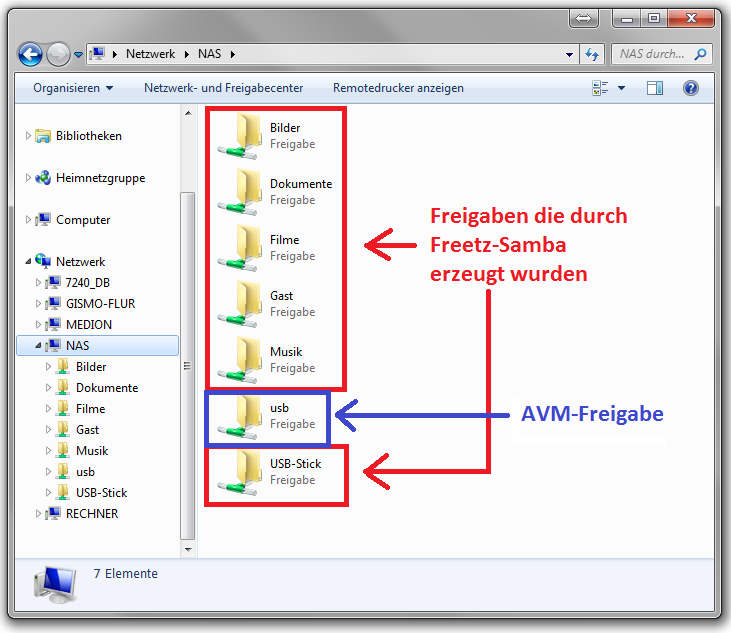 Netzwerk NAS
NAS durch...
Organisieren Netzwerk- und Freigabecenter Remotedrucker anzeigen
Bibliotheken
Heimnetzgruppe
Computer
Netzwerk
7240_DB
GISMO-FLUR
MEDION
NAS
Bilder
Dokumente
Filme
Gast
Musik
usb
USB-Stick
RECHNER
Bilder
Freigabe
Dokumente
Freigabe
Filme
Freigabe
Gast
Freigabe
Musik
Freigabe
usb
Freigabe
USB-Stick
Freigabe
Freigaben die durch
Freetz-Samba
erzeugt wurden
AVM-Freigabe
7 Elemente